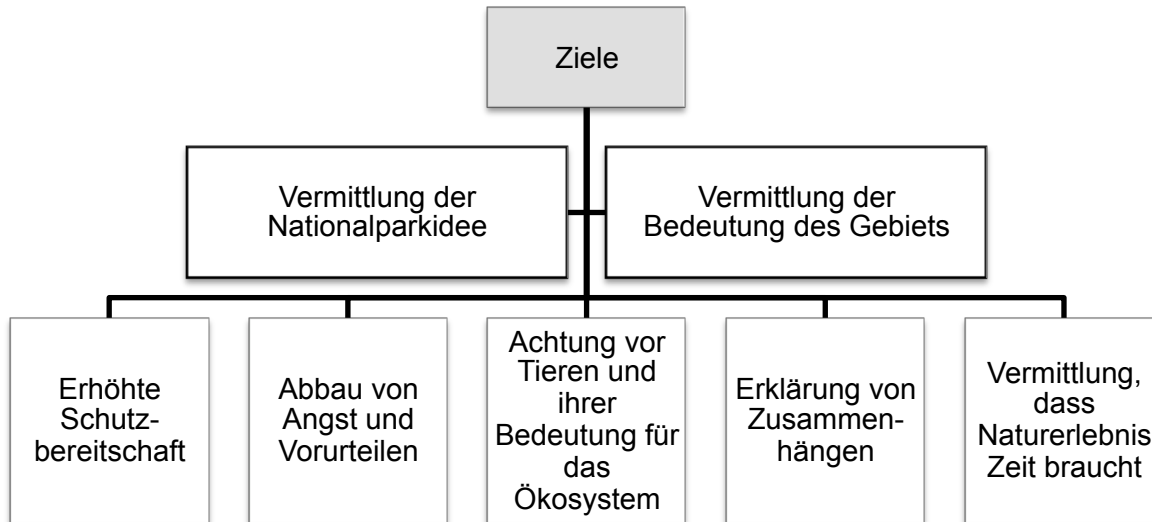 Ziele
Vermittlung der
Nationalparkidee
Vermittlung der
Bedeutung des Gebiets
Erhöhte
Schutz-
bereitschaft
Abbau von
Angst und
Vorurteilen
Achtung vor
Tieren und
ihrer
Bedeutung für
das
Ökosystem
Erklärung von
Zusammen-
hängen
Vermittlung,
dass
Naturerlebnis
Zeit braucht